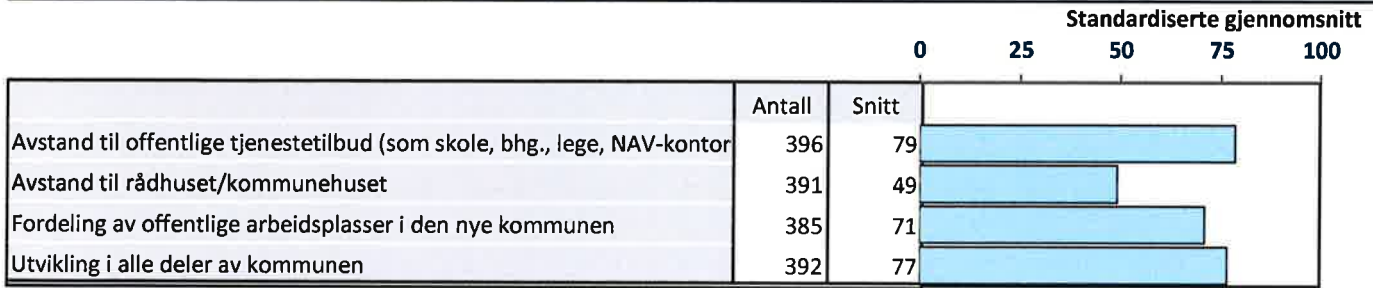 Standardiserte gjennomsnitt
0 25 50 75 100
Antall Snitt
Avstand til offentlige tjenestetilbud (som skole, bhg., lege, NAV-kontor 396 79
Avstand til rådhuset/kommunehuset 391 49
Fordeling av offentlige arbeidsplasser i den nye kommunen 385 71
Utvikling i alle deler av kommunen 392 77